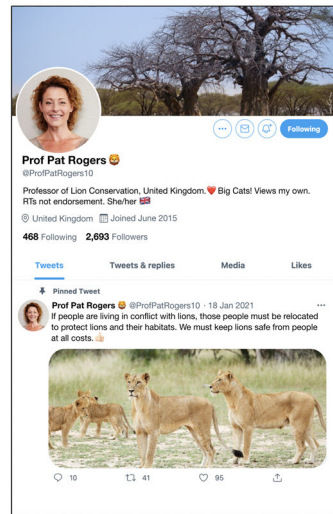 Following
Prof Pat Rogers 🦁
@ProfPatRogers10
Professor of Lion Conservation, United Kingdom.❤️ Big Cats! Views my own.
RTs not endorsement. She/her 🇬🇧
United Kingdom Joined June 2015
468 Following 2,693 Followers
Tweets Tweets & replies Media Likes
Pinned Tweet
Prof Pat Rogers 🦁 @ProfPatRogers10 · 18 Jan 2021
If people are living in conflict with lions, those people must be relocated
to protect lions and their habitats. We must keep lions safe from people
at all costs.👍🏻
10 41 95